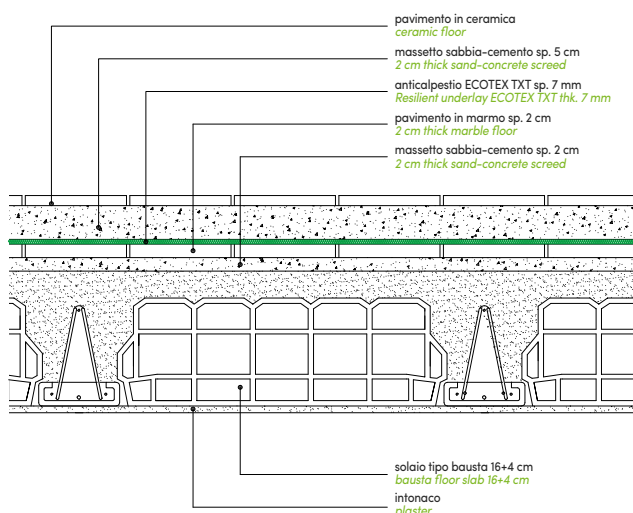 pavimento in ceramica
ceramic floor
massetto sabbia-cemento sp. 5 cm
2 cm thick sand-concrete screed
anticalpestio ECOTEX TXT sp. 7 mm
Resilient underlay ECOTEX TXT thk. 7 mm
pavimento in marmo sp. 2 cm
2 cm thick marble floor
massetto sabbia-cemento sp. 2 cm
2 cm thick sand-concrete screed
solaio tipo bausta 16+4 cm
bausta floor slab 16+4 cm
intonaco
plaster